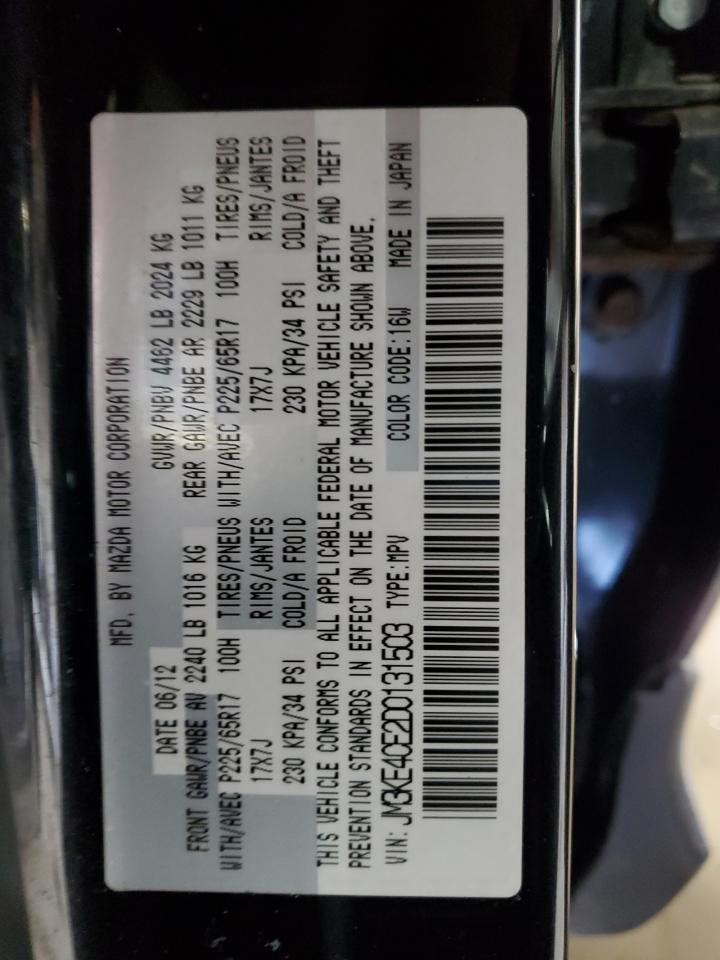 MFD. BY MAZDA MOTOR CORPORATION
DATE 06/12 GVWR/PNBV 4462 LB 2024 KG
FRONT GAWR/PNBE AV 2240 LB 1016 KG REAR GAWR/PNBE AR 2229 LB 1011 KG
WITH/AVEC P225/65R17 100H TIRES/PNEUS WITH/AVEC P225/65R17 100H TIRES/PNEUS
17X7J RIMS/JANTES 17X7J RIMS/JANTES
230 KPA/34 PSI COLD/A FROID 230 KPA/34 PSI COLD/A FROID
THIS VEHICLE CONFORMS TO ALL APPLICABLE FEDERAL MOTOR VEHICLE SAFETY AND THEFT
PREVENTION STANDARDS IN EFFECT ON THE DATE OF MANUFACTURE SHOWN ABOVE.
VIN: JM3KE4CE2D0131503 TYPE:MPV COLOR CODE:16W MADE IN JAPAN